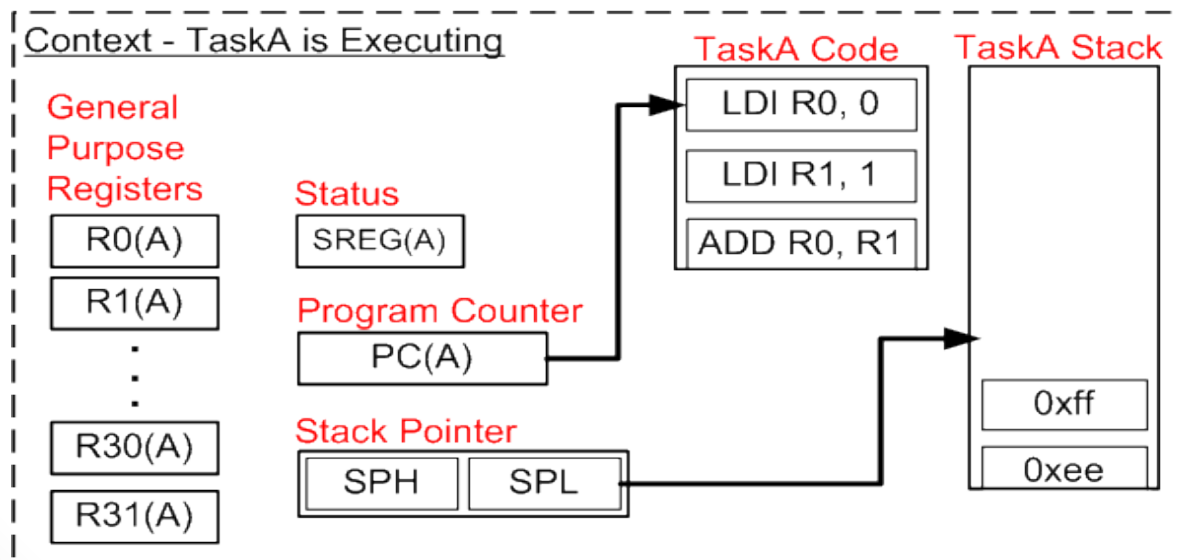 Context - TaskA is Executing
General
Purpose
Registers
R0(A)
R1(A)
R30(A)
R31(A)
Status
SREG(A)
Program Counter
PC(A)
Stack Pointer
SPH
SPL
TaskA Code
LDI R0, 0
LDI R1, 1
ADD R0, R1
TaskA Stack
0xff
0xee